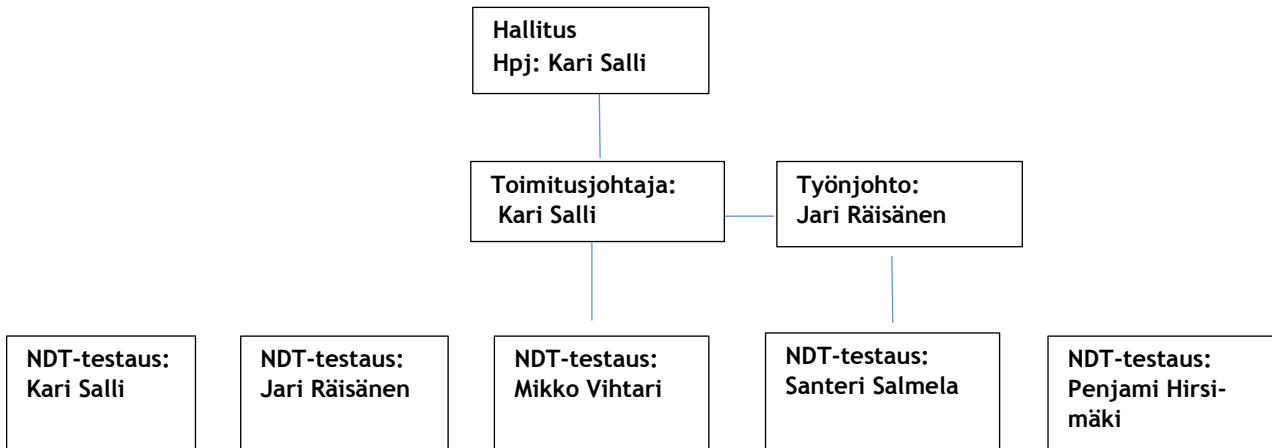 Hallitus
Hpj: Kari Salli
Toimitusjohtaja:
Kari Salli
Työnjohto:
Jari Räisänen
NDT-testaus:
Kari Salli
NDT-testaus:
Jari Räisänen
NDT-testaus:
Mikko Vihtari
NDT-testaus:
Santeri Salmela
NDT-testaus:
Penjami Hirsi-
mäki